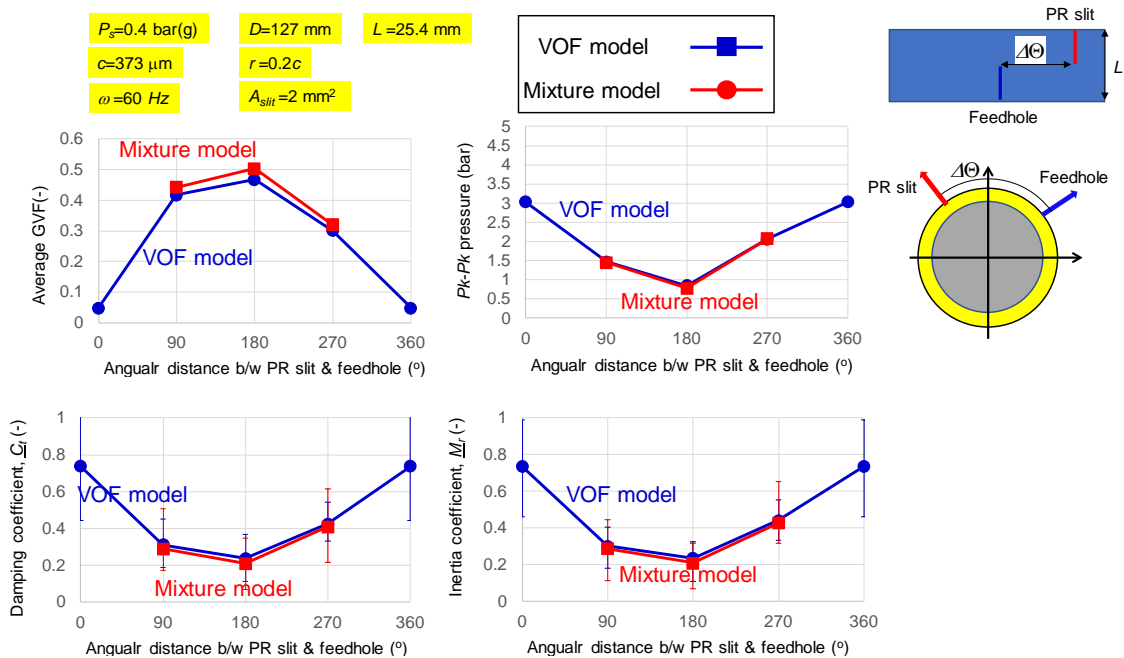 Ps=0.4 bar(g)
D=127 mm
L =25.4 mm
c=373 μm
r=0.2c
ω=60 Hz
Aslit=2 mm²
VOF model
Mixture model
PR slit
ΔΘ
L
Feedhole
0.6
0.5
0.4
0.3
0.2
0.1
0
Average GVF(-)
Mixture model
VOF model
0 90 180 270 360
Angualr distance b/w PR slit & feedhole (o)
5
4.5
4
3.5
3
2.5
2
1.5
1
0.5
0
Pk-Pk pressure (bar)
VOF model
Mixture model
0 90 180 270 360
Angualr distance b/w PR slit & feedhole (o)
PR slit
ΔΘ
Feedhole
1
0.8
0.6
0.4
0.2
0
Damping coefficient, Ct (-)
VOF model
Mixture model
0 90 180 270 360
Angualr distance b/w PR slit & feedhole (o)
1
0.8
0.6
0.4
0.2
0
Inertia coefficient, Mr (-)
VOF model
Mixture model
0 90 180 270 360
Angualr distance b/w PR slit & feedhole (o)